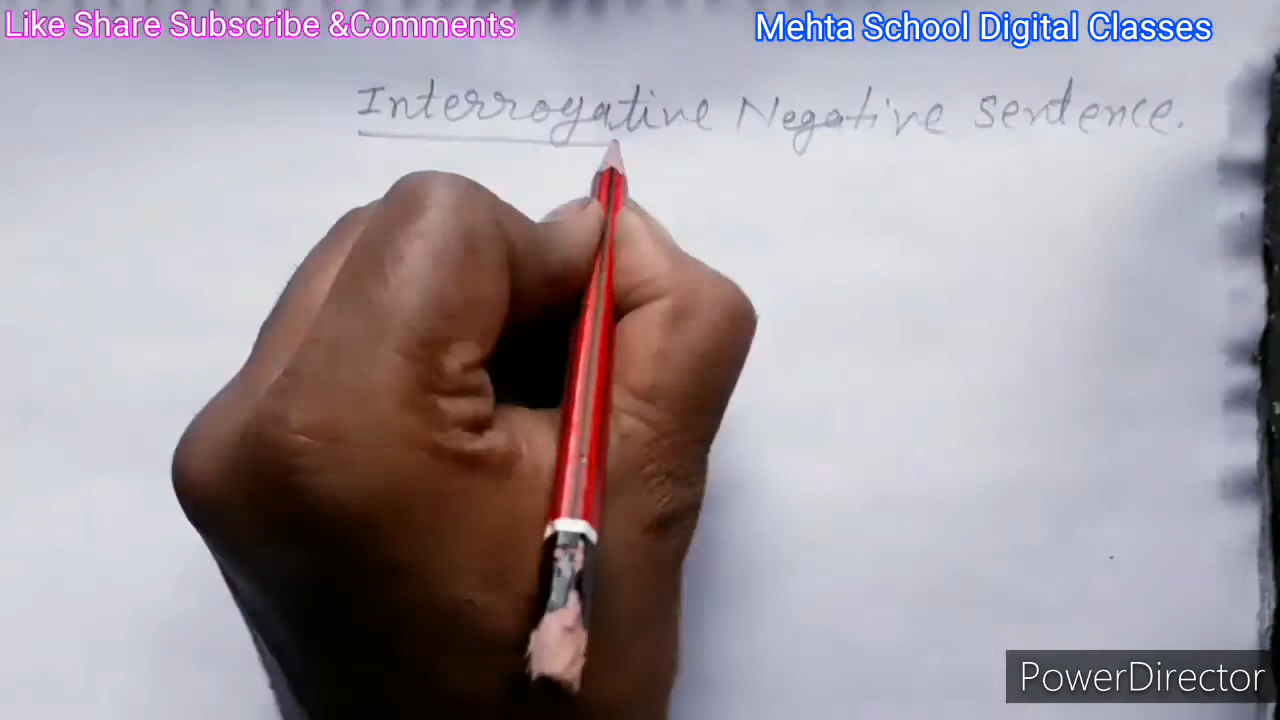 Like Share Subscribe &Comments
Mehta School Digital Classes
Interrogative Negative Sentence.
PowerDirector